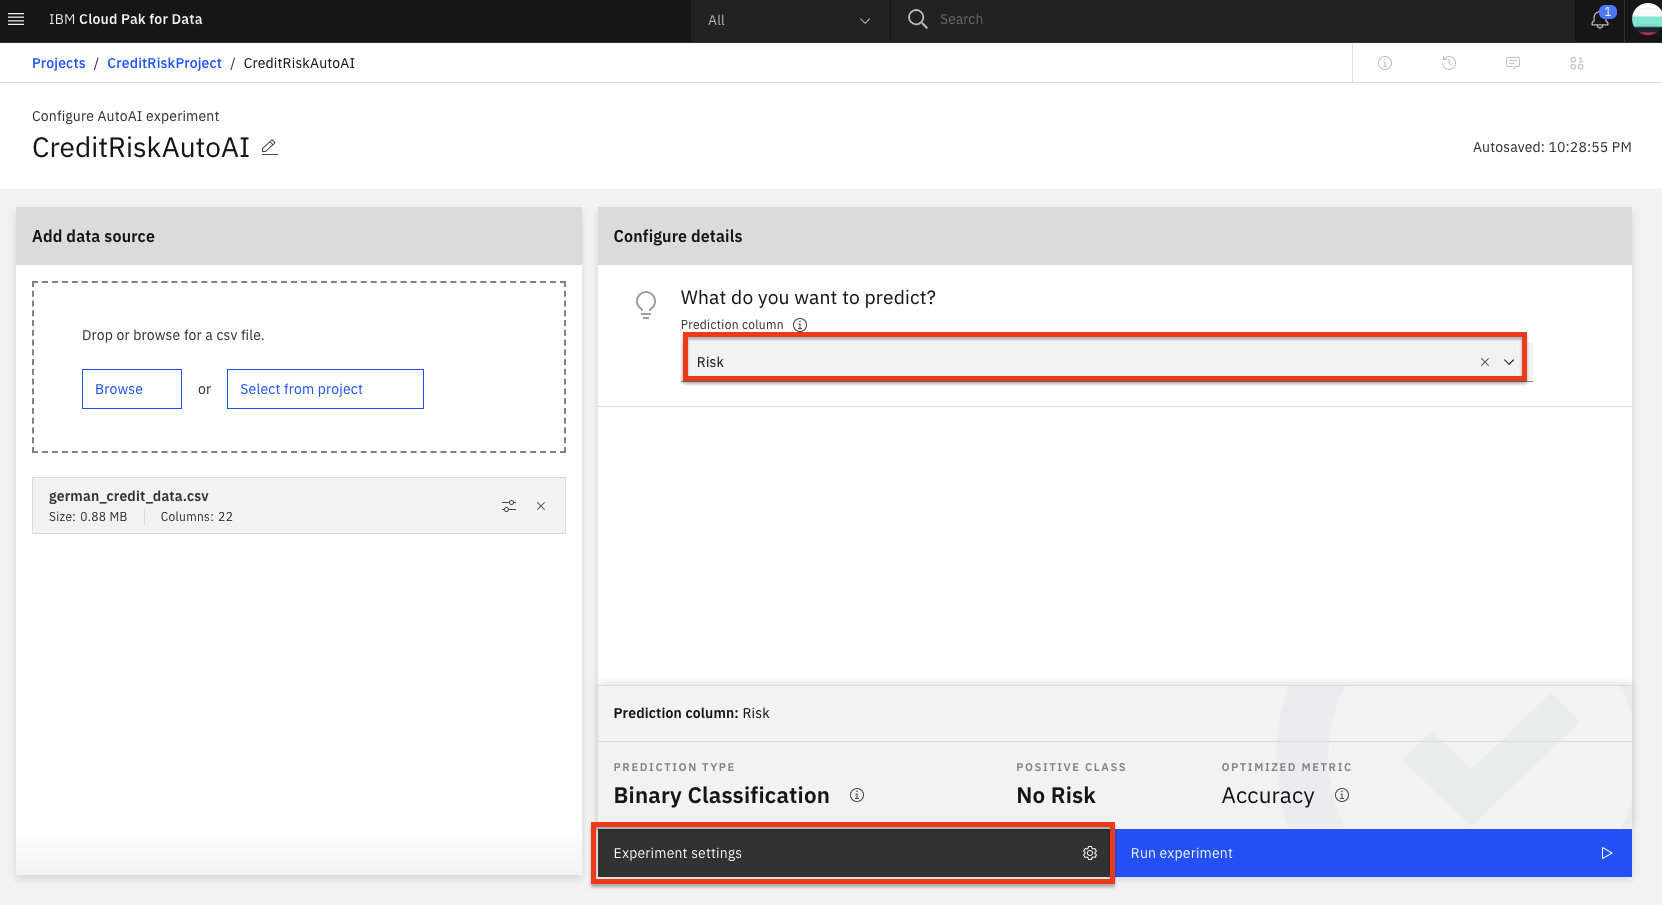 IBM Cloud Pak for Data
All
Search
1
Projects / CreditRiskProject / CreditRiskAutoAI
Configure AutoAI experiment
CreditRiskAutoAI
Autosaved: 10:28:55 PM
Add data source
Drop or browse for a csv file.
Browse or Select from project
german_credit_data.csv
Size: 0.88 MB Columns: 22
Configure details
What do you want to predict?
Prediction column
Risk
Prediction column: Risk
PREDICTION TYPE
Binary Classification
POSITIVE CLASS
No Risk
OPTIMIZED METRIC
Accuracy
Experiment settings
Run experiment